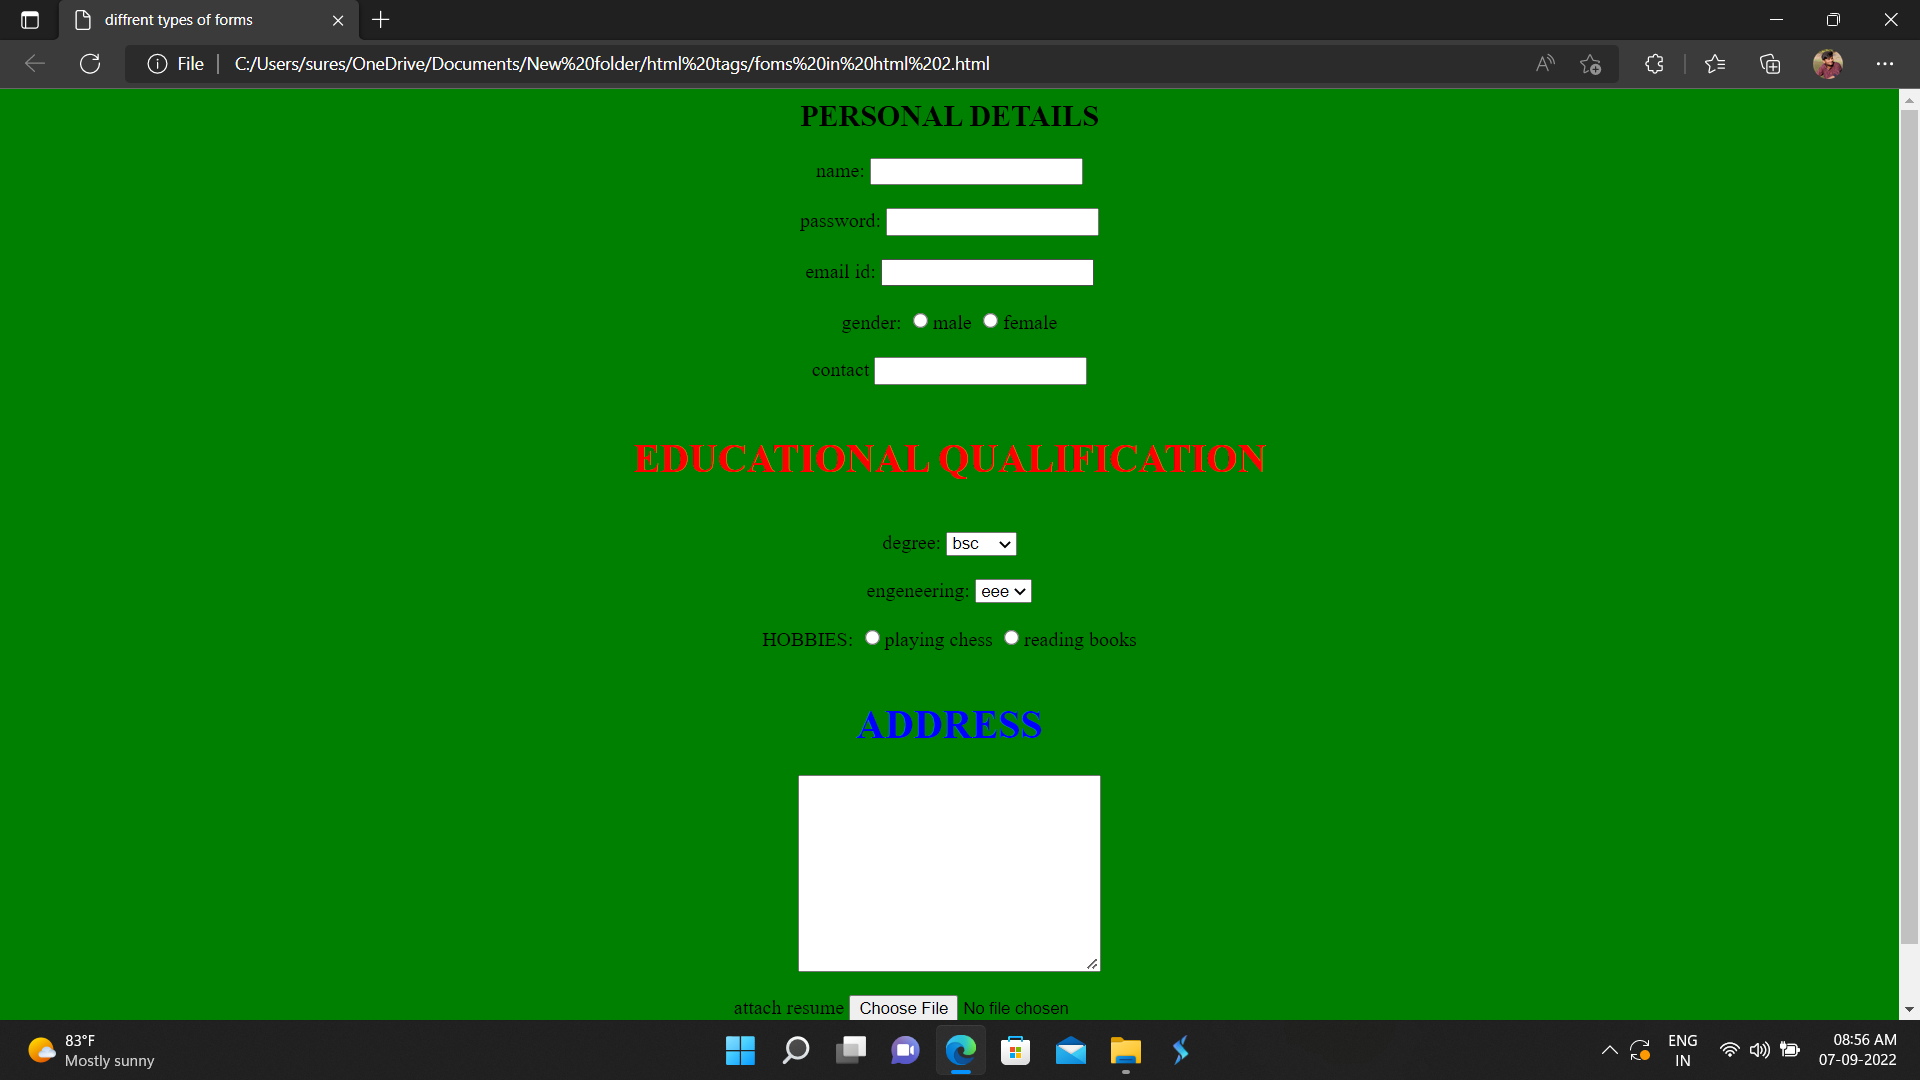 diffrent types of forms
File
C:/Users/sures/OneDrive/Documents/New%20folder/html%20tags/foms%20in%20html%202.html
PERSONAL DETAILS
name:
password:
email id:
gender: male female
contact
EDUCATIONAL QUALIFICATION
degree: bsc
engeneering: eee
HOBBIES: playing chess reading books
ADDRESS
attach resume Choose File No file chosen
83°F
Mostly sunny
ENG
IN
08:56 AM
07-09-2022